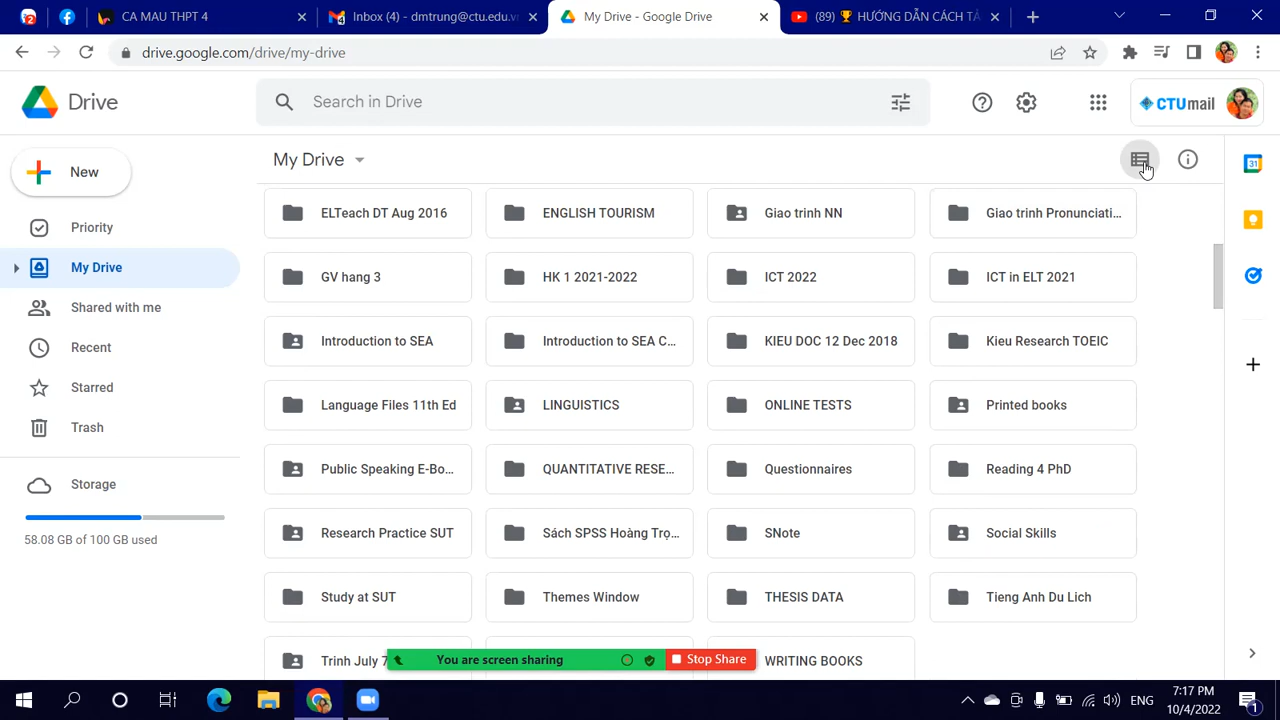 CA MAU THPT 4
Inbox (4) - dmtrung@ctu.edu.v
My Drive - Google Drive
(89) 🏆 HƯỚNG DẪN CÁCH TẢ
drive.google.com/drive/my-drive
Drive
Search in Drive
CTUmail
New
My Drive
Priority
My Drive
Shared with me
Recent
Starred
Trash
Storage
58.08 GB of 100 GB used
ELTeach DT Aug 2016
ENGLISH TOURISM
Giao trinh NN
Giao trinh Pronunciati...
GV hang 3
HK 1 2021-2022
ICT 2022
ICT in ELT 2021
Introduction to SEA
Introduction to SEA C...
KIEU DOC 12 Dec 2018
Kieu Research TOEIC
Language Files 11th Ed
LINGUISTICS
ONLINE TESTS
Printed books
Public Speaking E-Bo...
QUANTITATIVE RESE...
Questionnaires
Reading 4 PhD
Research Practice SUT
Sách SPSS Hoàng Trọ...
SNote
Social Skills
Study at SUT
Themes Window
THESIS DATA
Tieng Anh Du Lich
Trinh July 7
WRITING BOOKS
You are screen sharing
Stop Share
31
ENG
7:17 PM
10/4/2022
1